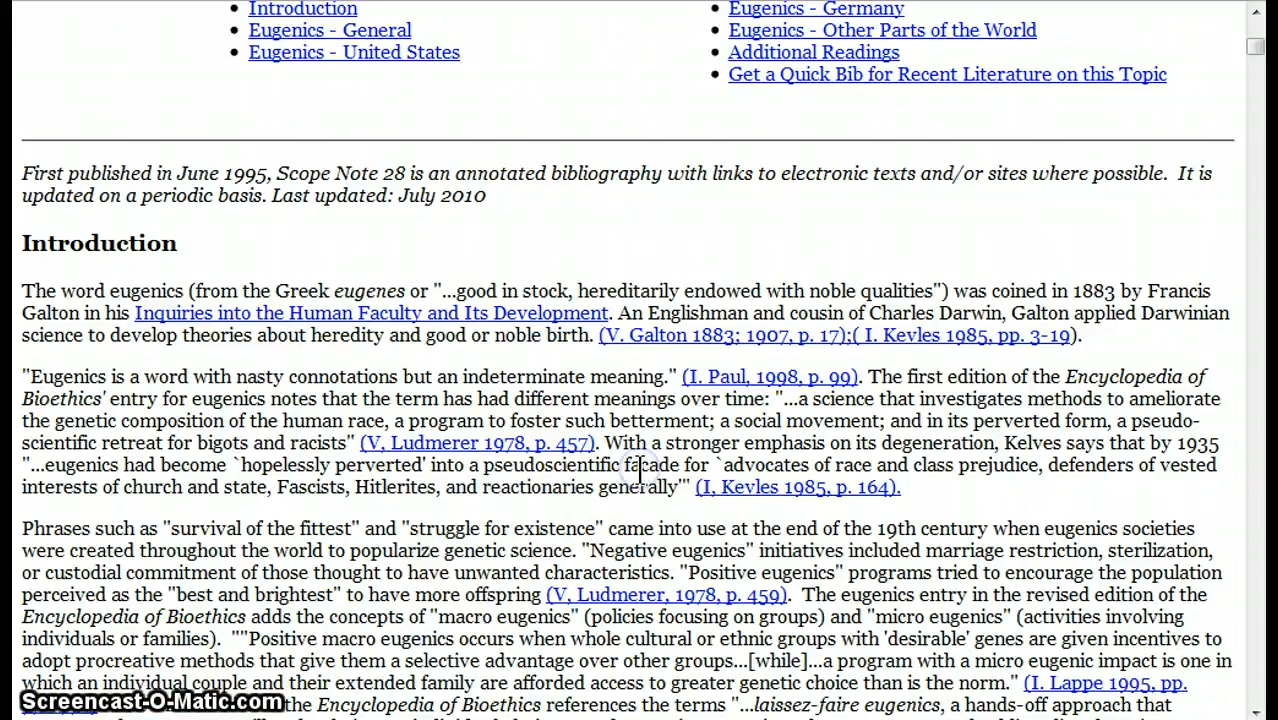 Introduction
Eugenics - General
Eugenics - United States
Eugenics - Germany
Eugenics - Other Parts of the World
Additional Readings
Get a Quick Bib for Recent Literature on this Topic
First published in June 1995, Scope Note 28 is an annotated bibliography with links to electronic texts and/or sites where possible.  It is
updated on a periodic basis. Last updated: July 2010
Introduction
The word eugenics (from the Greek eugenes or "...good in stock, hereditarily endowed with noble qualities") was coined in 1883 by Francis
Galton in his Inquiries into the Human Faculty and Its Development. An Englishman and cousin of Charles Darwin, Galton applied Darwinian
science to develop theories about heredity and good or noble birth. (V. Galton 1883; 1907, p. 17);( I. Kevles 1985, pp. 3-19).
"Eugenics is a word with nasty connotations but an indeterminate meaning." (I. Paul, 1998, p. 99). The first edition of the Encyclopedia of
Bioethics' entry for eugenics notes that the term has had different meanings over time: "...a science that investigates methods to ameliorate
the genetic composition of the human race, a program to foster such betterment; a social movement; and in its perverted form, a pseudo-
scientific retreat for bigots and racists" (V, Ludmerer 1978, p. 457). With a stronger emphasis on its degeneration, Kelves says that by 1935
"...eugenics had become `hopelessly perverted' into a pseudoscientific facade for `advocates of race and class prejudice, defenders of vested
interests of church and state, Fascists, Hitlerites, and reactionaries generally'" (I, Kevles 1985, p. 164).
Phrases such as "survival of the fittest" and "struggle for existence" came into use at the end of the 19th century when eugenics societies
were created throughout the world to popularize genetic science. "Negative eugenics" initiatives included marriage restriction, sterilization,
or custodial commitment of those thought to have unwanted characteristics. "Positive eugenics" programs tried to encourage the population
perceived as the "best and brightest" to have more offspring (V, Ludmerer, 1978, p. 459).  The eugenics entry in the revised edition of the
Encyclopedia of Bioethics adds the concepts of "macro eugenics" (policies focusing on groups) and "micro eugenics" (activities involving
individuals or families).  ""Positive macro eugenics occurs when whole cultural or ethnic groups with 'desirable' genes are given incentives to
adopt procreative methods that give them a selective advantage over other groups...[while]...a program with a micro eugenic impact is one in
which an individual couple and their extended family are afforded access to greater genetic choice than is the norm." (I. Lappe 1995, pp.
the Encyclopedia of Bioethics references the terms "...laissez-faire eugenics, a hands-off approach that
Screencast-O-Matic.com